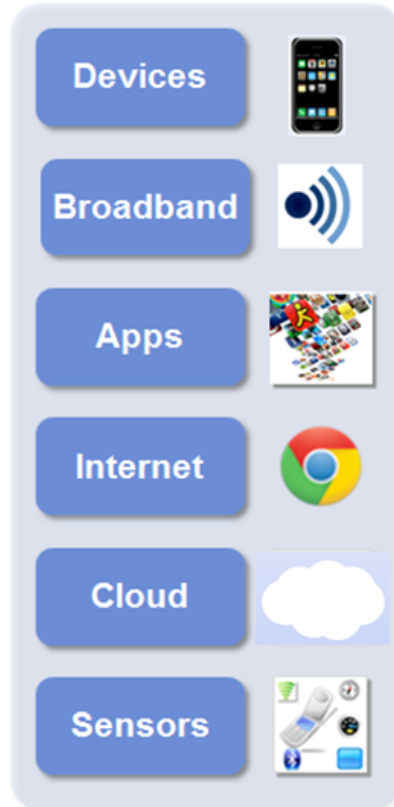 Devices
Broadband
Apps
Internet
Cloud
Sensors